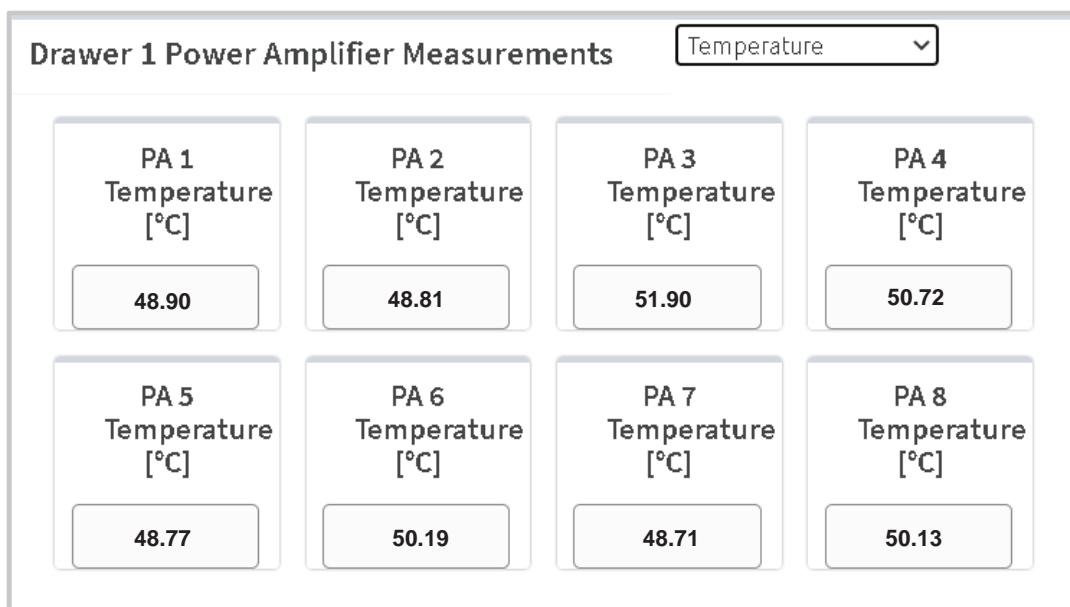 Drawer 1 Power Amplifier Measurements
Temperature
PA 1
Temperature
[°C]
48.90
PA 2
Temperature
[°C]
48.81
PA 3
Temperature
[°C]
51.90
PA 4
Temperature
[°C]
50.72
PA 5
Temperature
[°C]
48.77
PA 6
Temperature
[°C]
50.19
PA 7
Temperature
[°C]
48.71
PA 8
Temperature
[°C]
50.13